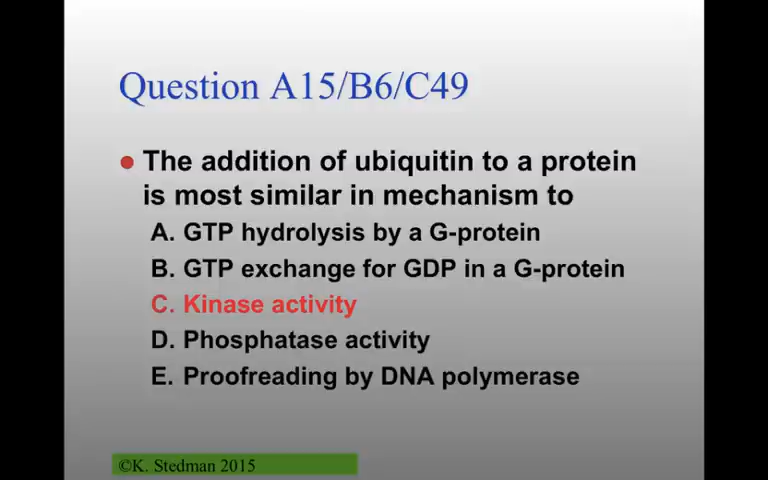 Question A15/B6/C49
The addition of ubiquitin to a protein
is most similar in mechanism to
A. GTP hydrolysis by a G-protein
B. GTP exchange for GDP in a G-protein
C. Kinase activity
D. Phosphatase activity
E. Proofreading by DNA polymerase
©K. Stedman 2015